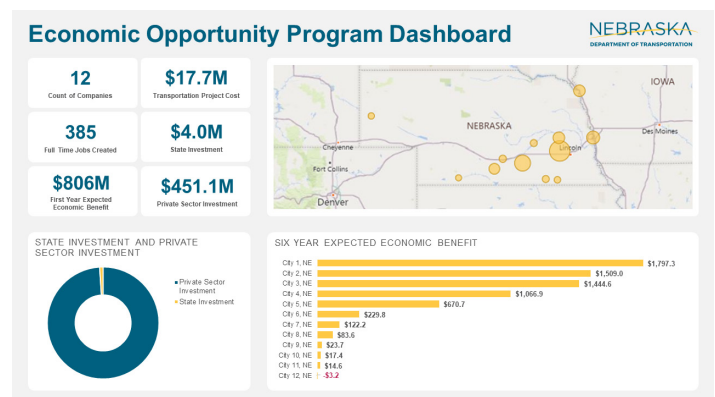 Economic Opportunity Program Dashboard
NEBRASKA
DEPARTMENT OF TRANSPORTATION
12
Count of Companies
$17.7M
Transportation Project Cost
385
Full Time Jobs Created
$4.0M
State Investment
$806M
First Year Expected
Economic Benefit
$451.1M
Private Sector Investment
IOWA
NEBRASKA
Des Moines
Lincoln
Cheyenne
Fort Collins
Denver
STATE INVESTMENT AND PRIVATE
SECTOR INVESTMENT
Private Sector
Investment
State Investment
SIX YEAR EXPECTED ECONOMIC BENEFIT
City 1, NE $1,797.3
City 2, NE $1,509.0
City 3, NE $1,444.6
City 4, NE $1,066.9
City 5, NE $670.7
City 6, NE $229.8
City 7, NE $122.2
City 8, NE $83.6
City 9, NE $23.7
City 10, NE $17.4
City 11, NE $14.6
City 12, NE -$3.2